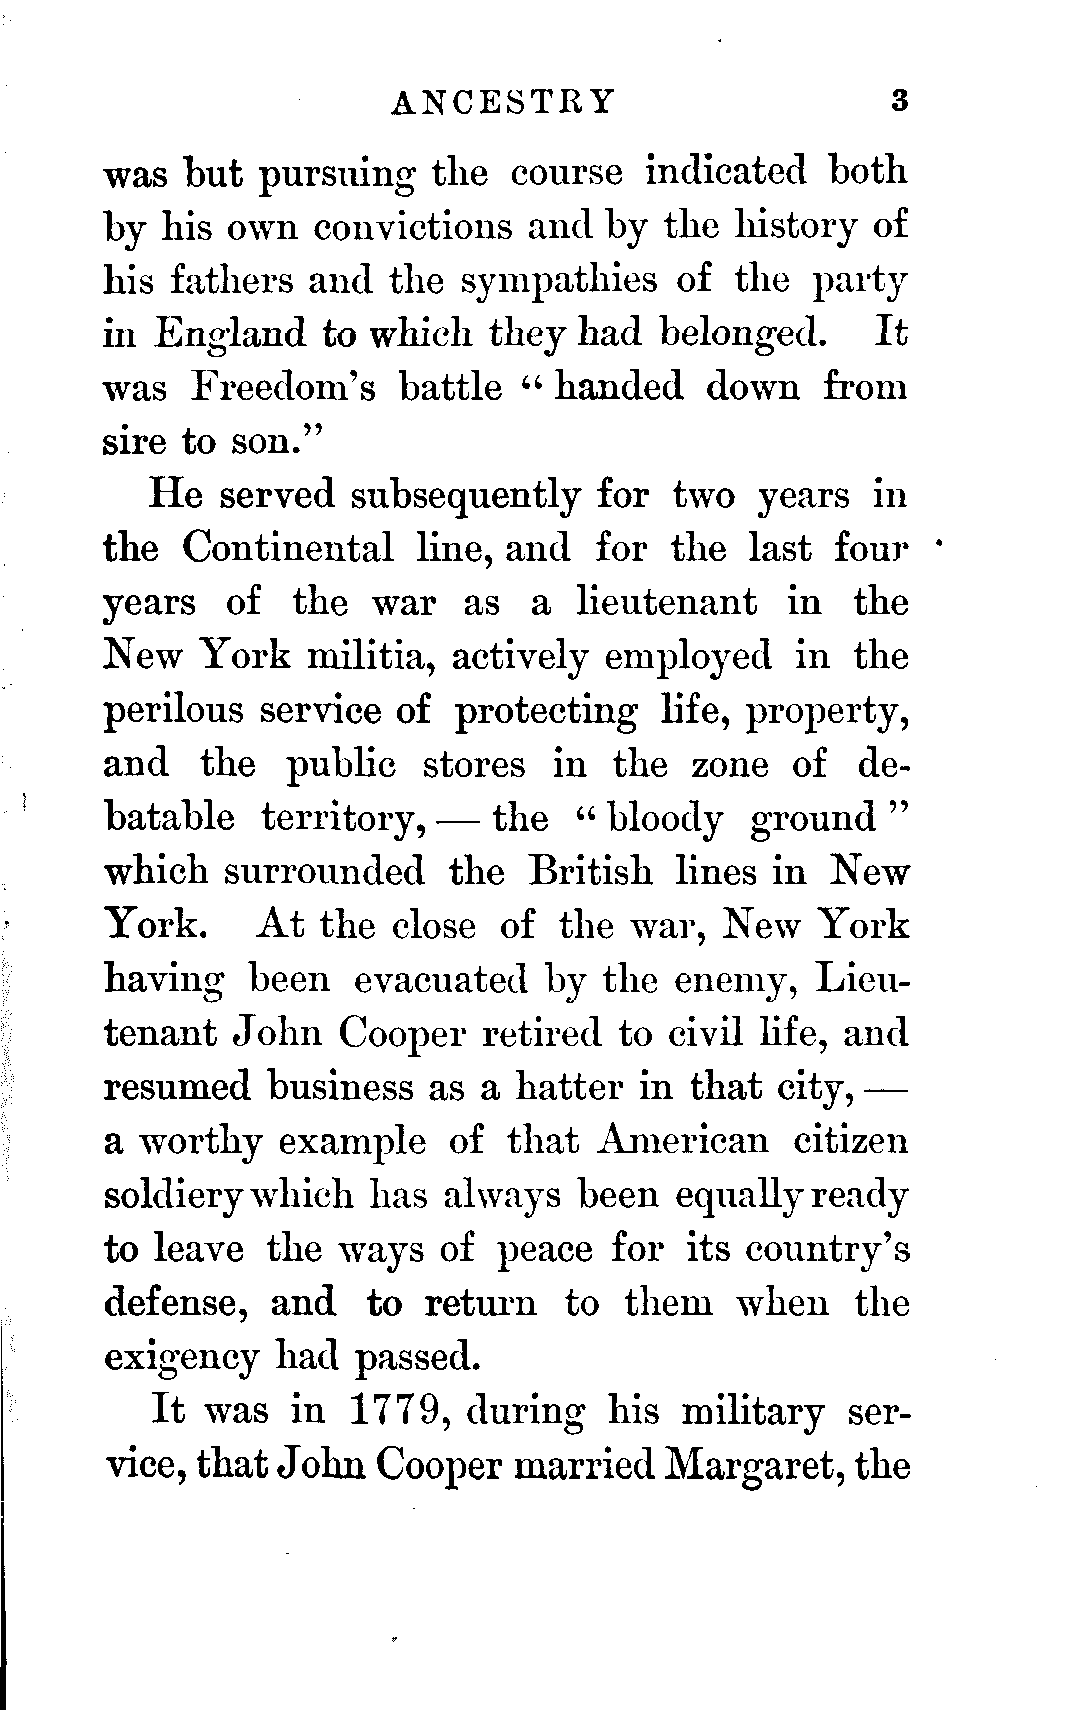 ANCESTRY 3
was but pursuing the course indicated both
by his own convictions and by the history of
his fathers and the sympathies of the party
in England to which they had belonged. It
was Freedom's battle "handed down from
sire to son."
He served subsequently for two years in
the Continental line, and for the last four
years of the war as a lieutenant in the
New York militia, actively employed in the
perilous service of protecting life, property,
and the public stores in the zone of de-
batable territory, — the "bloody ground"
which surrounded the British lines in New
York. At the close of the war, New York
having been evacuated by the enemy, Lieu-
tenant John Cooper retired to civil life, and
resumed business as a hatter in that city, —
a worthy example of that American citizen
soldiery which has always been equally ready
to leave the ways of peace for its country's
defense, and to return to them when the
exigency had passed.
It was in 1779, during his military ser-
vice, that John Cooper married Margaret, the